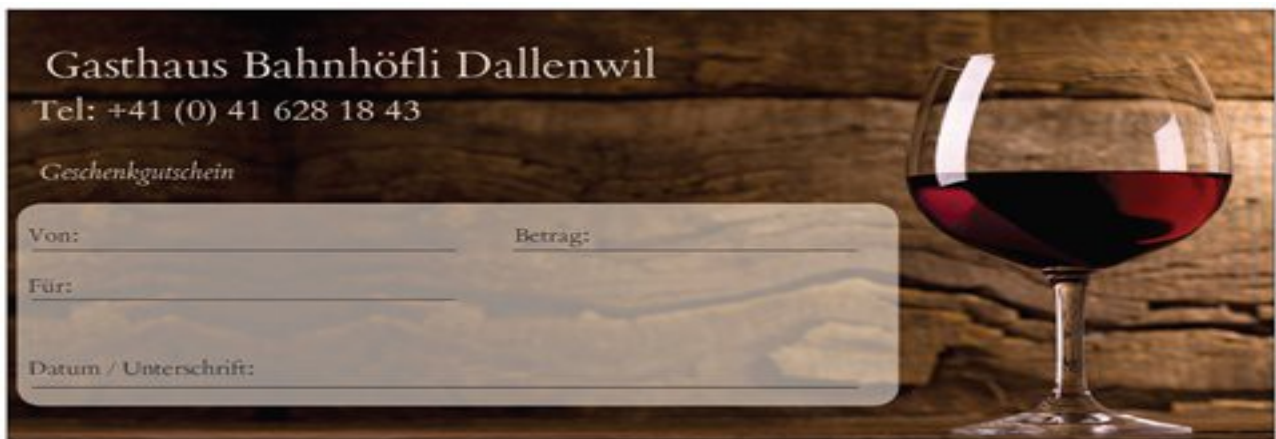 Gasthaus Bahnhöfli Dallenwil
Tel: +41 (0) 41 628 18 43
Geschenkgutschein
Von: Betrag:
Für:
Datum / Unterschrift: